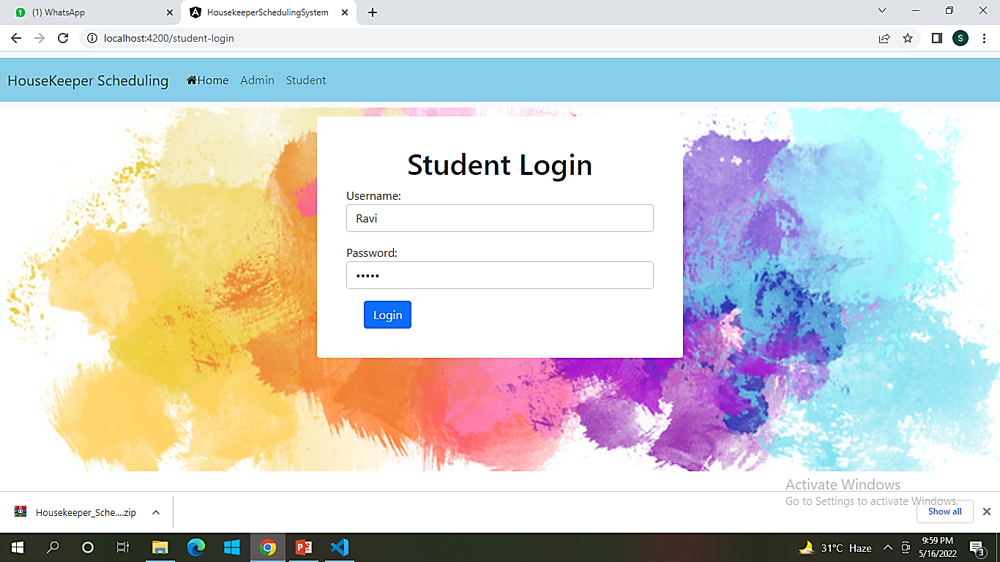 (1) WhatsApp
HousekeeperSchedulingSystem
localhost:4200/student-login
S
HouseKeeper Scheduling
Home
Admin
Student
Student Login
Username:
Ravi
Password:
•••••
Login
Activate Windows
Go to Settings to activate Windows.
Housekeeper_Sche....zip
Show all
31°C Haze
9:59 PM
5/16/2022
3